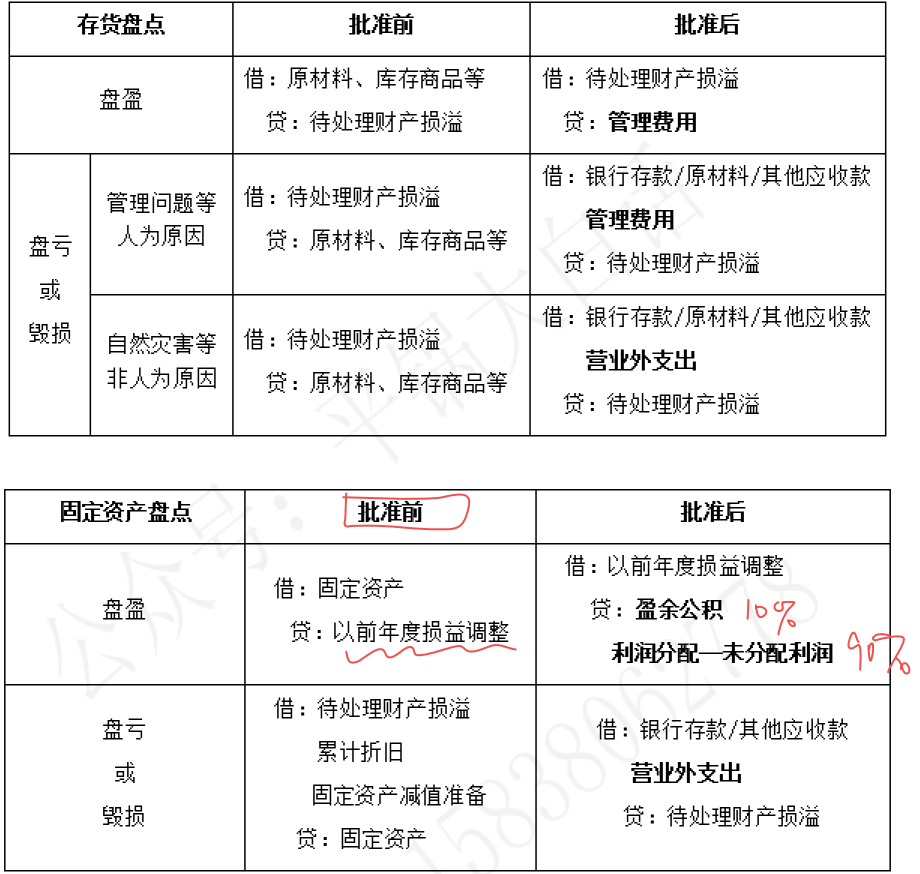 存货盘点 批准前 批准后
盘盈
借：原材料、库存商品等
贷：待处理财产损溢
借：待处理财产损溢
贷：管理费用
盘亏
或
毁损
管理问题等
人为原因
借：待处理财产损溢
贷：原材料、库存商品等
借：银行存款/原材料/其他应收款
管理费用
贷：待处理财产损溢
自然灾害等
非人为原因
借：待处理财产损溢
贷：原材料、库存商品等
借：银行存款/原材料/其他应收款
营业外支出
贷：待处理财产损溢
固定资产盘点 批准前 批准后
盘盈
借：固定资产
贷：以前年度损益调整
借：以前年度损益调整
贷：盈余公积 10%
利润分配—未分配利润 90%
盘亏
或
毁损
借：待处理财产损溢
累计折旧
固定资产减值准备
贷：固定资产
借：银行存款/其他应收款
营业外支出
贷：待处理财产损溢
公众号：平锅大白话
15838062778